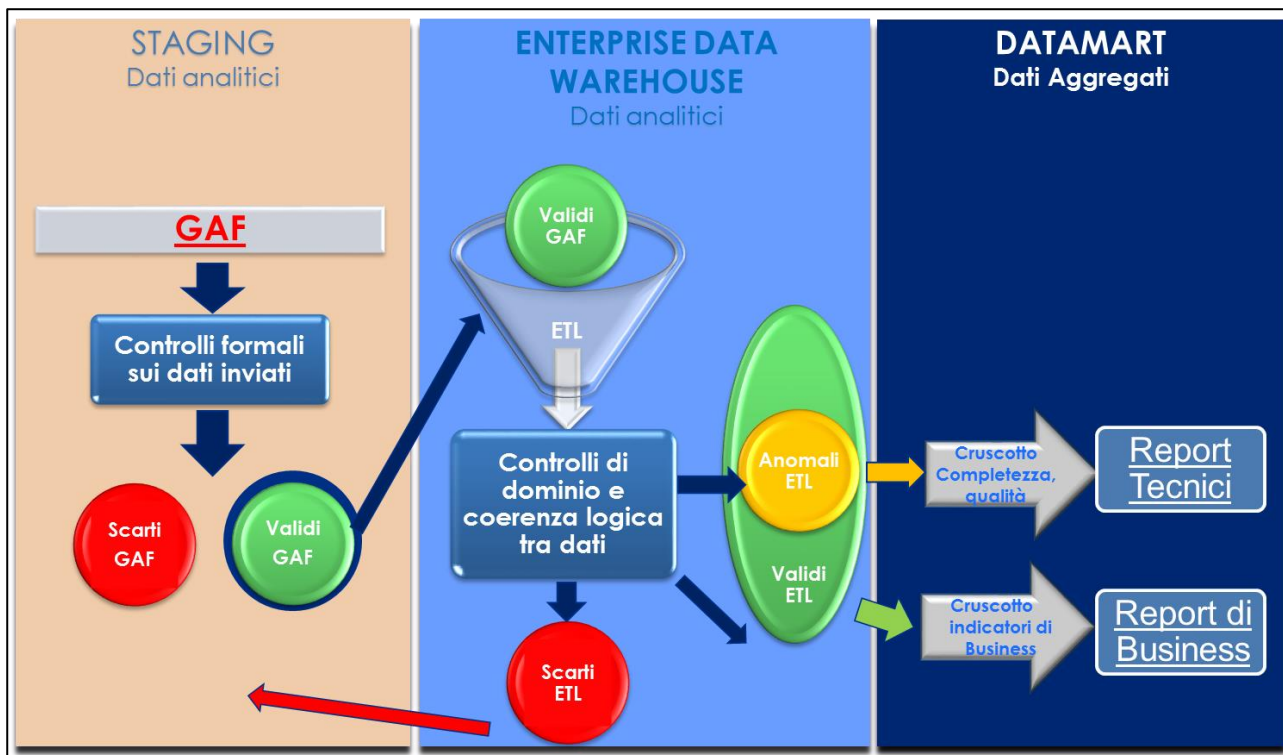 STAGING
Dati analitici
GAF
Controlli formali
sui dati inviati
Scarti
GAF
Validi
GAF
ENTERPRISE DATA
WAREHOUSE
Dati analitici
Validi
GAF
ETL
Controlli di
dominio e
coerenza logica
tra dati
Scarti
ETL
Anomali
ETL
Validi
ETL
DATAMART
Dati Aggregati
Cruscotto
Completezza,
qualità
Report
Tecnici
Cruscotto
indicatori di
Business
Report di
Business